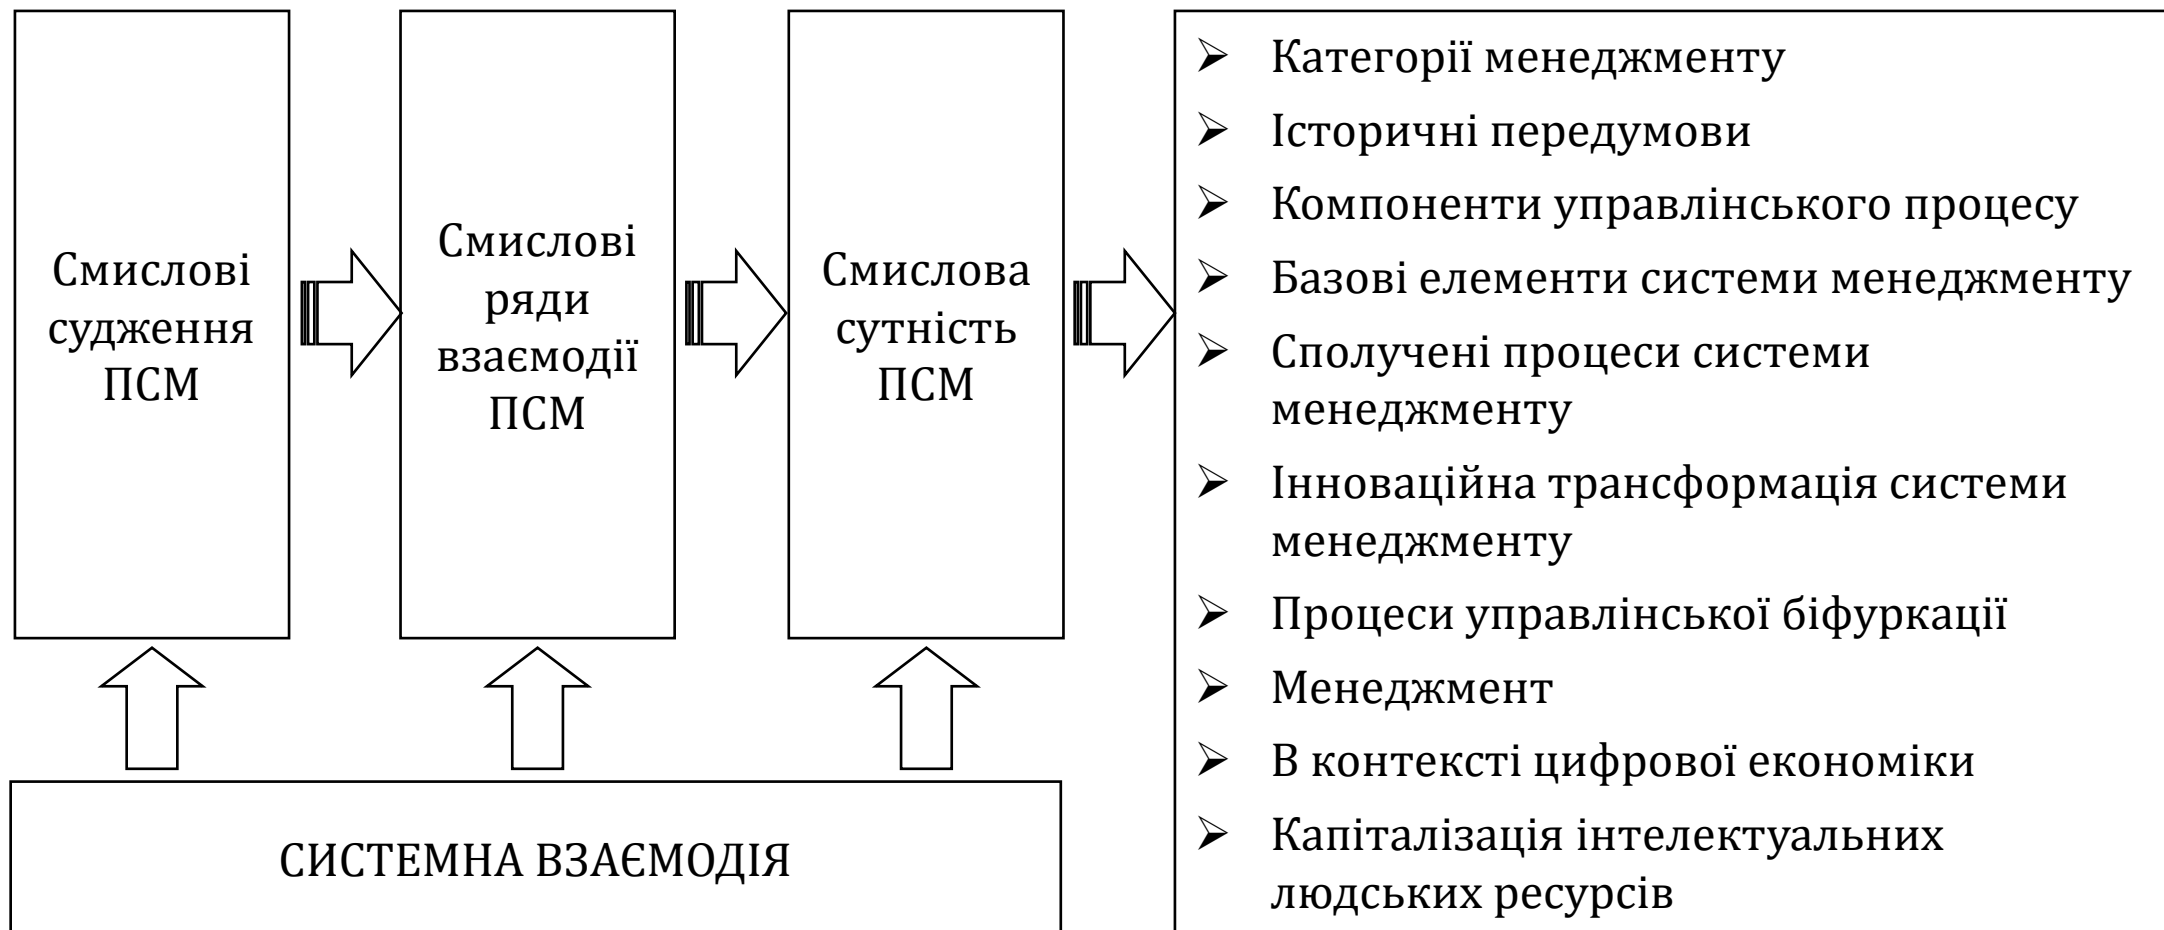 Смислові
судження
ПСМ
Смислові
ряди
взаємодії
ПСМ
Смислова
сутність
ПСМ
Категорії менеджменту
Історичні передумови
Компоненти управлінського процесу
Базові елементи системи менеджменту
Сполучені процеси системи
менеджменту
Інноваційна трансформація системи
менеджменту
Процеси управлінської біфуркації
Менеджмент
В контексті цифрової економіки
Капіталізація інтелектуальних
людських ресурсів
СИСТЕМНА ВЗАЄМОДІЯ